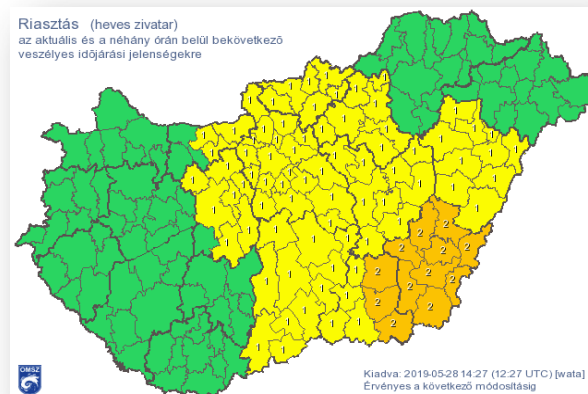 Riasztás (heves zivatar)
az aktuális és a néhány órán belül bekövetkező
veszélyes időjárási jelenségekre
OMSZ
Kiadva: 2019-05-28 14:27 (12:27 UTC) [wata]
Érvényes a következő módosításig